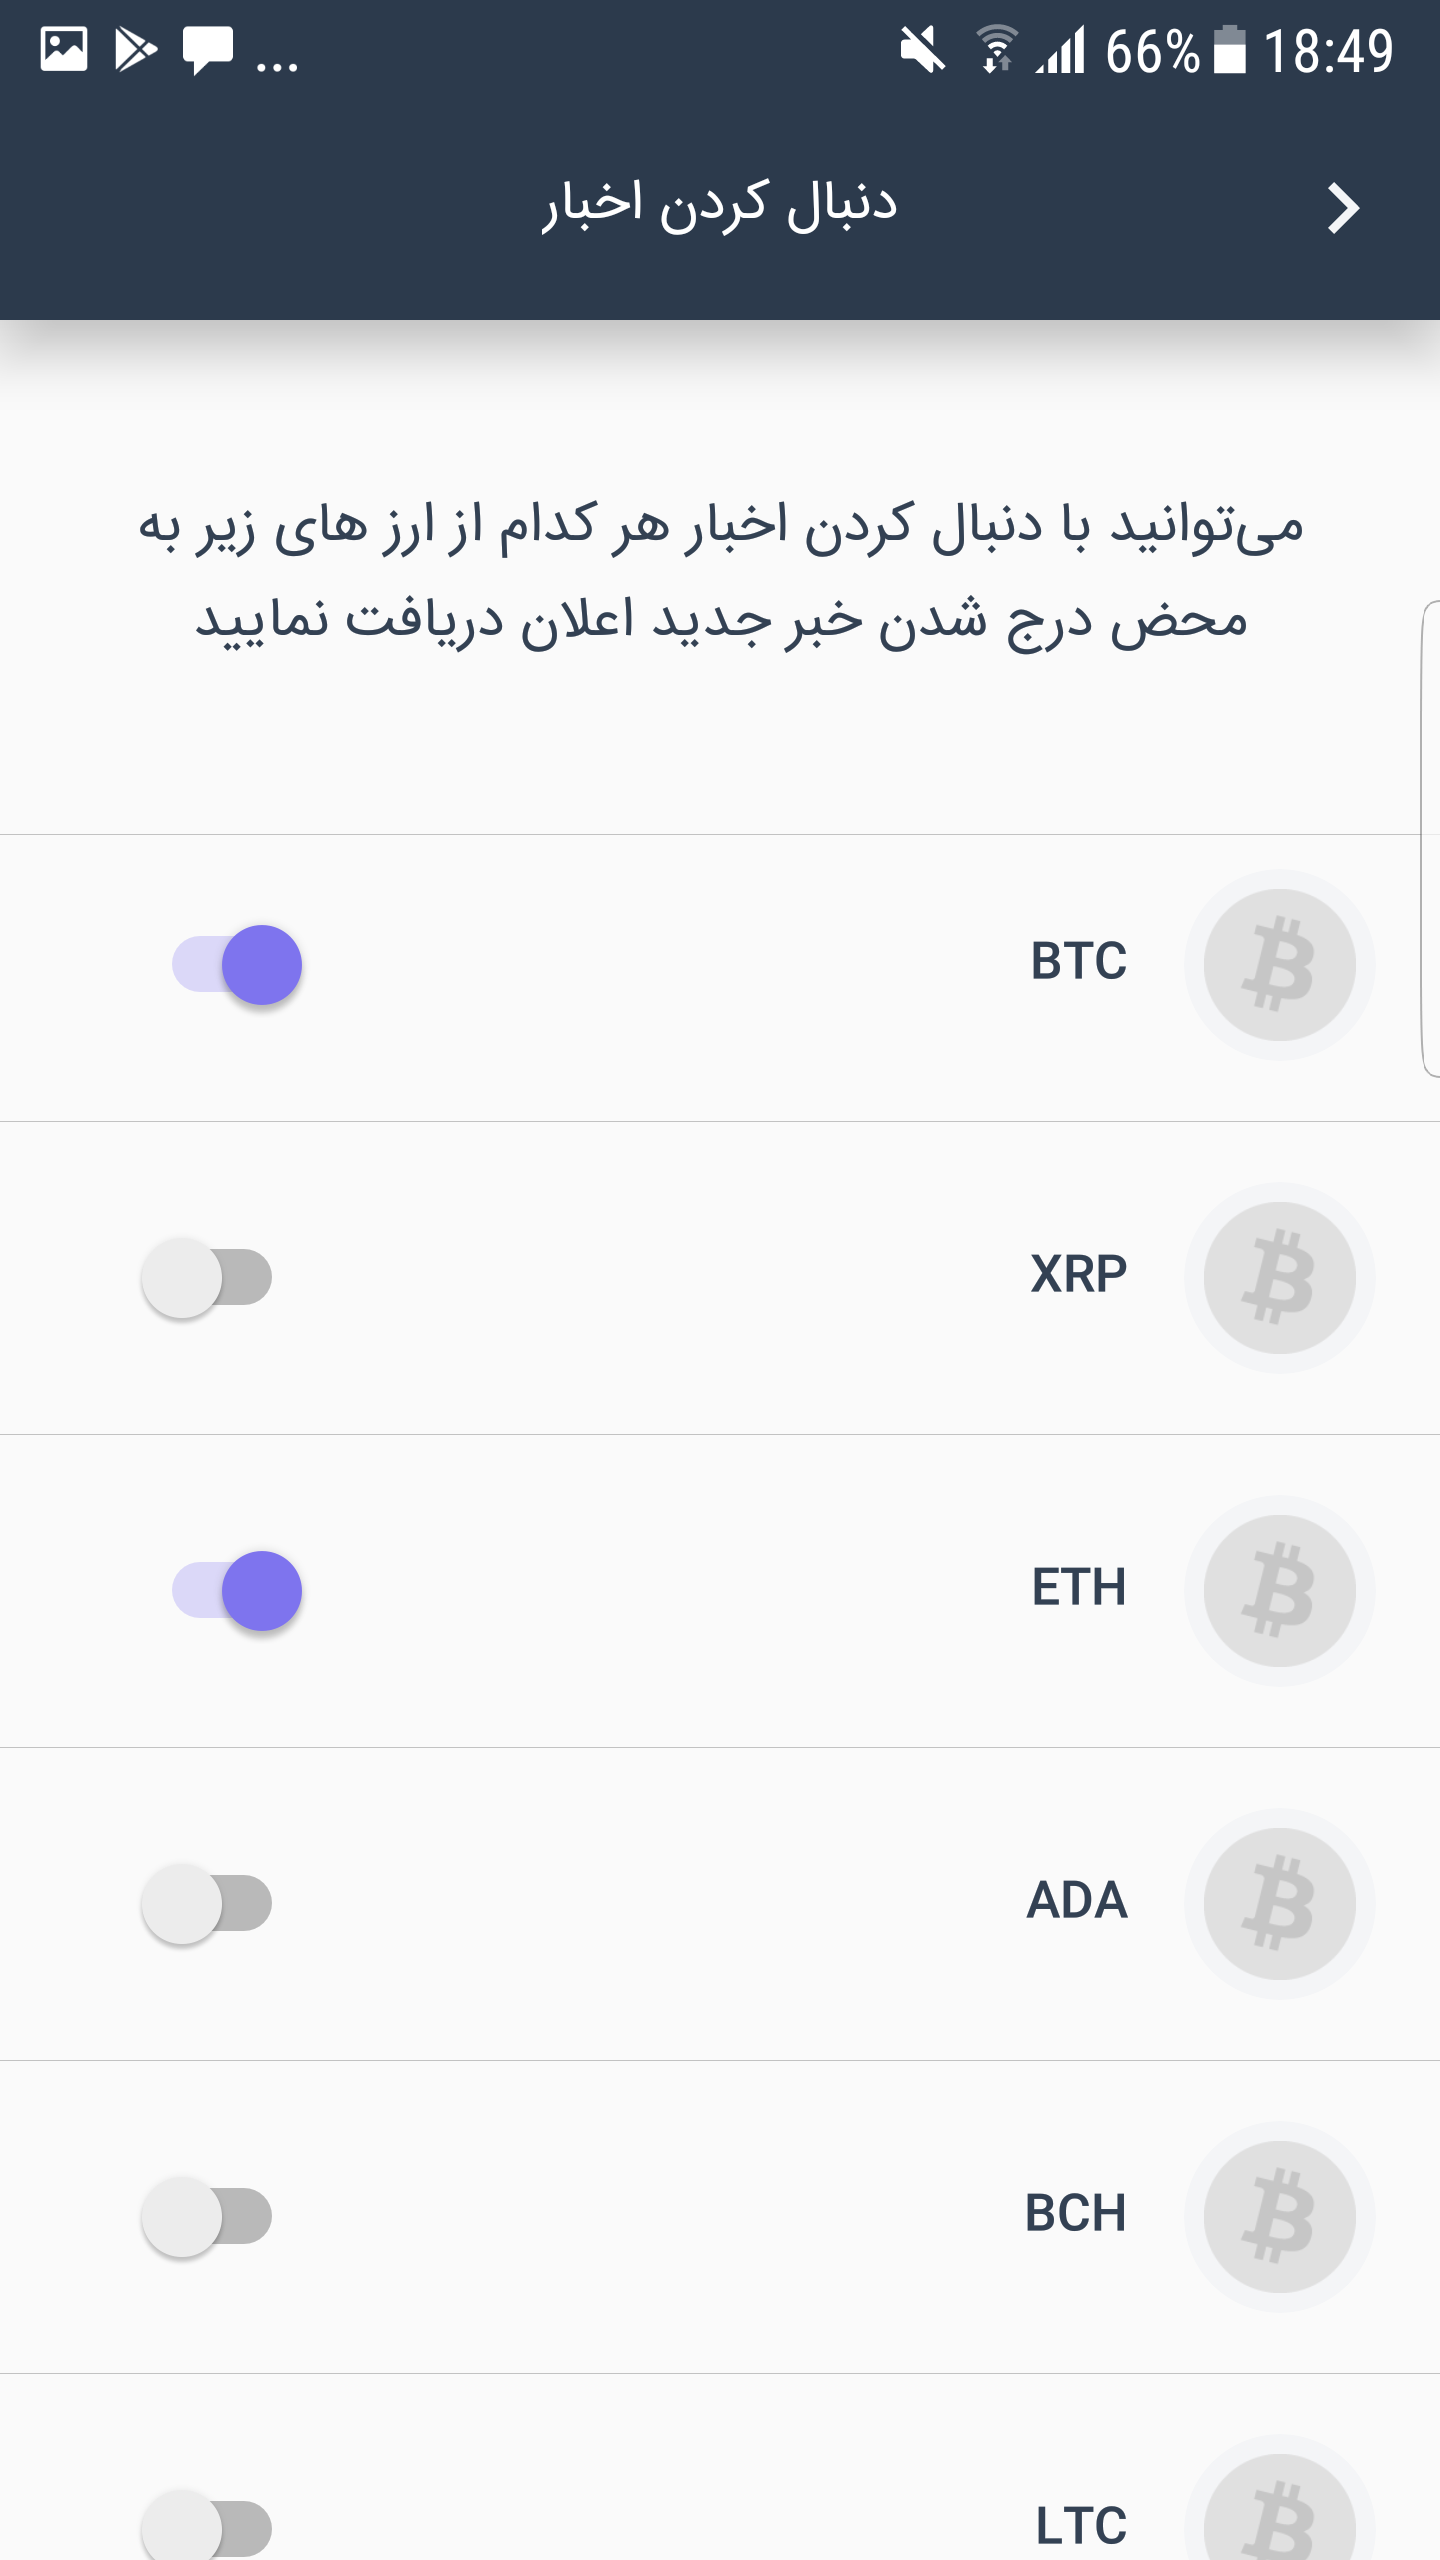 ... 66% 18:49
دنبال کردن اخبار
می‌توانید با دنبال کردن اخبار هر کدام از ارز های زیر به
محض درج شدن خبر جدید اعلان دریافت نمایید
BTC
XRP
ETH
ADA
BCH
LTC